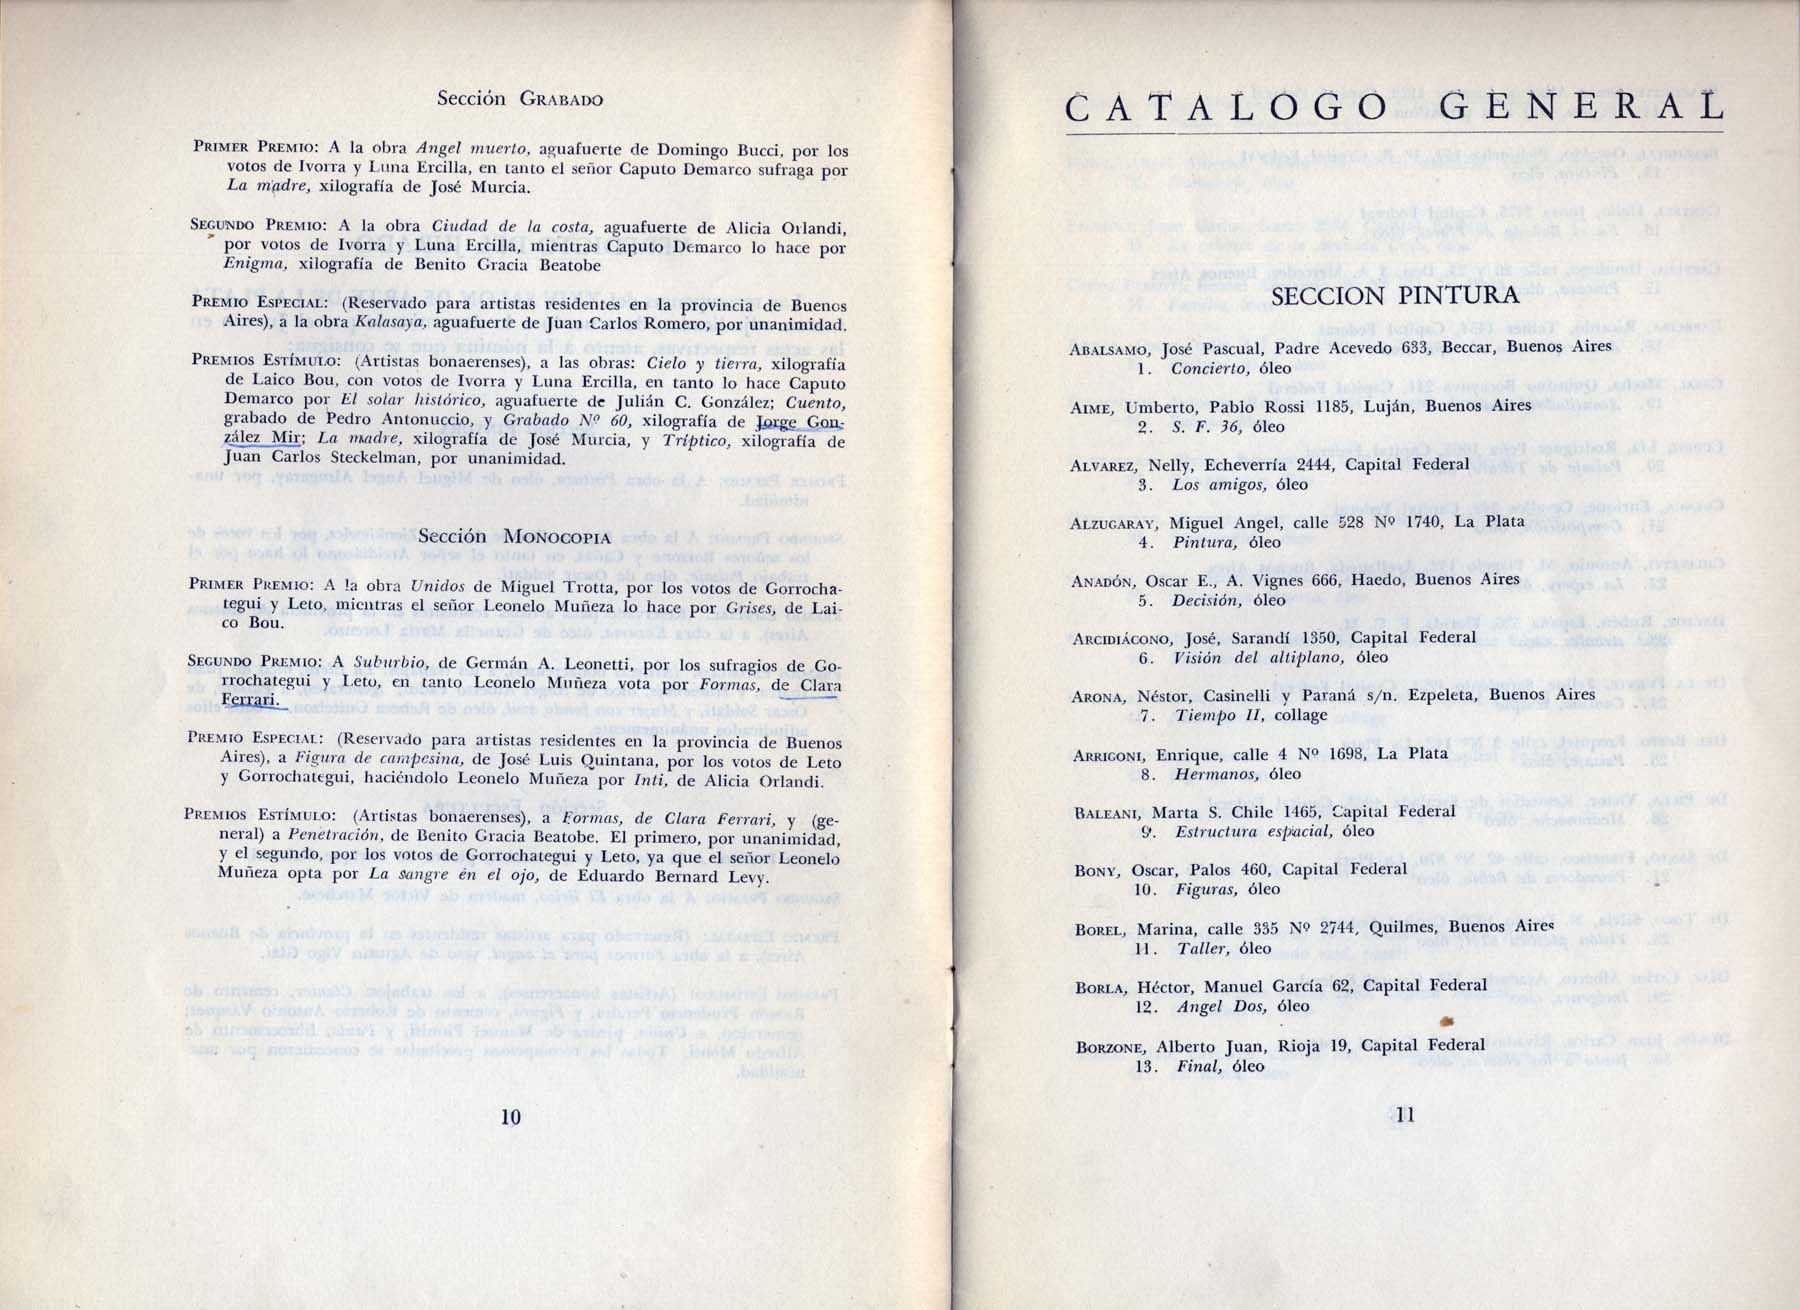 Sección GRABADO
PRIMER PREMIO: A la obra Angel muerto, aguafuerte de Domingo Bucci, por los
votos de Ivorra y Luna Ercilla, en tanto el señor Caputo Demarco sufraga por
La madre, xilografía de José Murcia.
SEGUNDO PREMIO: A la obra Ciudad de la costa, aguafuerte de Alicia Orlandi,
por votos de Ivorra y Luna Ercilla, mientras Caputo Demarco lo hace por
Enigma, xilografía de Benito Gracia Beatobe
PREMIO ESPECIAL: (Reservado para artistas residentes en la provincia de Buenos
Aires), a la obra Kalasaya, aguafuerte de Juan Carlos Romero, por unanimidad.
PREMIOS ESTÍMULO: (Artistas bonaerenses), a las obras: Cielo y tierra, xilografía
de Laico Bou, con votos de Ivorra y Luna Ercilla, en tanto lo hace Caputo
Demarco por El solar histórico, aguafuerte de Julián C. González; Cuento,
grabado de Pedro Antonuccio, y Grabado Nº 60, xilografía de Jorge Gon-
zález Mir; La madre, xilografía de José Murcia, y Tríptico, xilografía de
Juan Carlos Steckelman, por unanimidad.
Sección MONOCOPIA
PRIMER PREMIO: A la obra Unidos de Miguel Trotta, por los votos de Gorrocha-
tegui y Leto, mientras el señor Leonelo Muñeza lo hace por Grises, de Lai-
co Bou.
SEGUNDO PREMIO: A Suburbio, de Germán A. Leonetti, por los sufragios de Go-
rrochategui y Leto, en tanto Leonelo Muñeza vota por Formas, de Clara
Ferrari.
PREMIO ESPECIAL: (Reservado para artistas residentes en la provincia de Buenos
Aires), a Figura de campesina, de José Luis Quintana, por los votos de Leto
y Gorrochategui, haciéndolo Leonelo Muñeza por Inti, de Alicia Orlandi.
PREMIOS ESTÍMULO: (Artistas bonaerenses), a Formas, de Clara Ferrari, y (ge-
neral) a Penetración, de Benito Gracia Beatobe. El primero, por unanimidad,
y el segundo, por los votos de Gorrochategui y Leto, ya que el señor Leonelo
Muñeza opta por La sangre en el ojo, de Eduardo Bernard Levy.
10
CATALOGO GENERAL
SECCION PINTURA
ABALSAMO, José Pascual, Padre Acevedo 633, Beccar, Buenos Aires
1. Concierto, óleo
AIME, Umberto, Pablo Rossi 1185, Luján, Buenos Aires
2. S. F. 36, óleo
ALVAREZ, Nelly, Echeverría 2444, Capital Federal
3. Los amigos, óleo
ALZUGARAY, Miguel Angel, calle 528 Nº 1740, La Plata
4. Pintura, óleo
ANADÓN, Oscar E., A. Vignes 666, Haedo, Buenos Aires
5. Decisión, óleo
ARCIDIÁCONO, José, Sarandí 1350, Capital Federal
6. Visión del altiplano, óleo
ARONA, Néstor, Casinelli y Paraná s/n. Ezpeleta, Buenos Aires
7. Tiempo II, collage
ARRIGONI, Enrique, calle 4 Nº 1698, La Plata
8. Hermanos, óleo
BALEANI, Marta S. Chile 1465, Capital Federal
9. Estructura espacial, óleo
BONY, Oscar, Palos 460, Capital Federal
10. Figuras, óleo
BOREL, Marina, calle 335 Nº 2744, Quilmes, Buenos Aires
11. Taller, óleo
BORLA, Héctor, Manuel García 62, Capital Federal
12. Angel Dos, óleo
BORZONE, Alberto Juan, Rioja 19, Capital Federal
13. Final, óleo
11